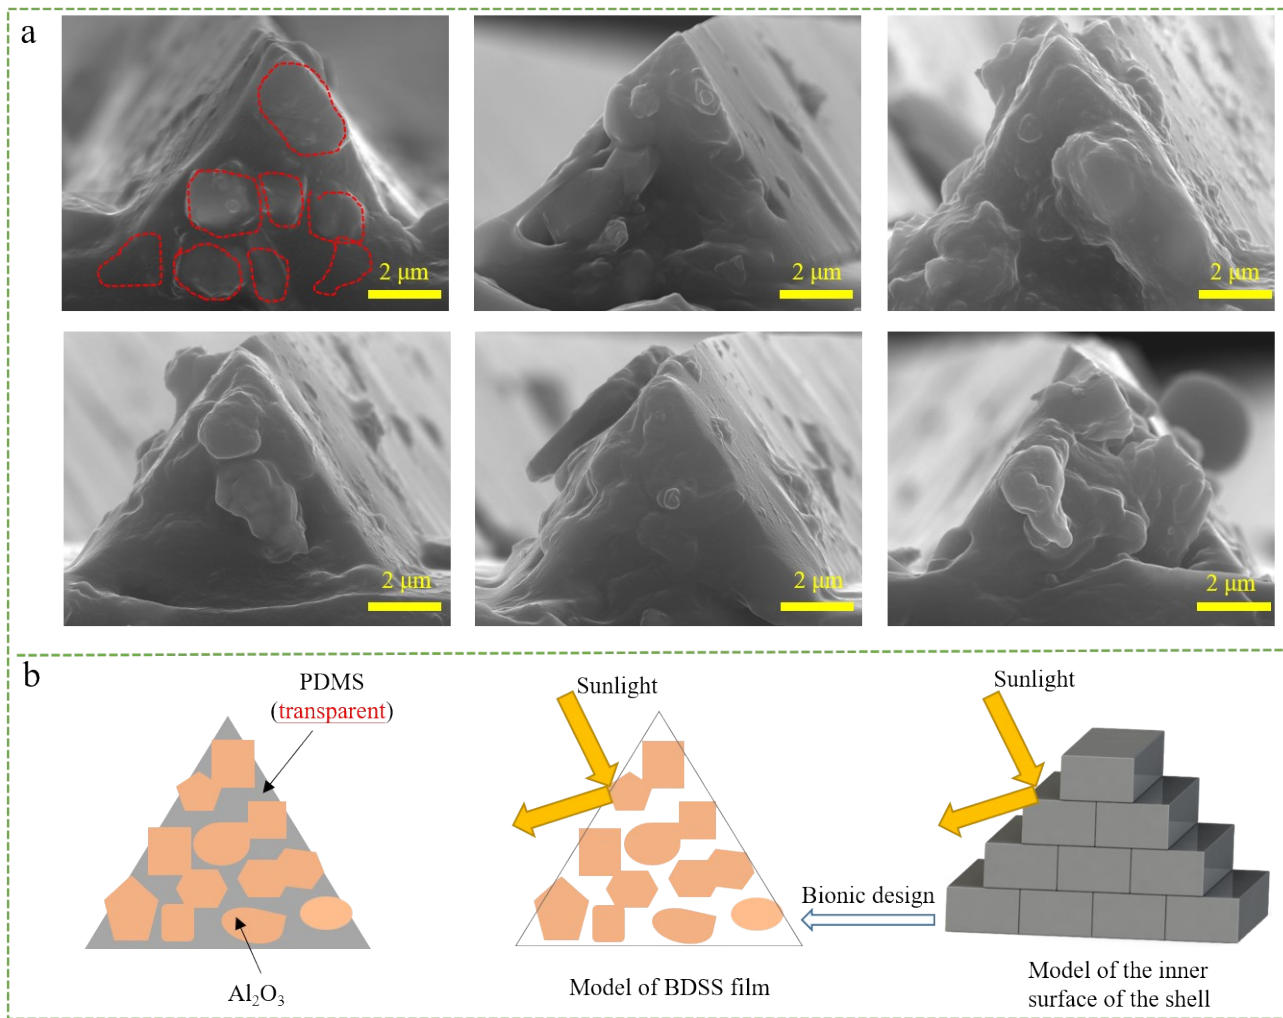 a
2 μm
2 μm
2 μm
2 μm
2 μm
2 μm
b
PDMS
(transparent)
Al₂O₃
Sunlight
Model of BDSS film
Bionic design
Sunlight
Model of the inner
surface of the shell